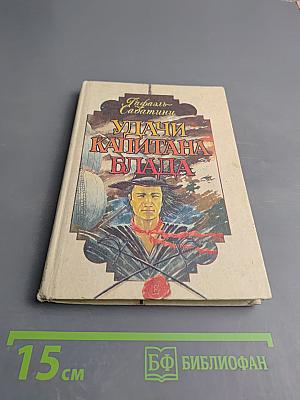 Рафаэль
Сабатини
УДАЧИ
КАПИТАНА
БЛАДА
15 см
БФ БИБЛИОФАН